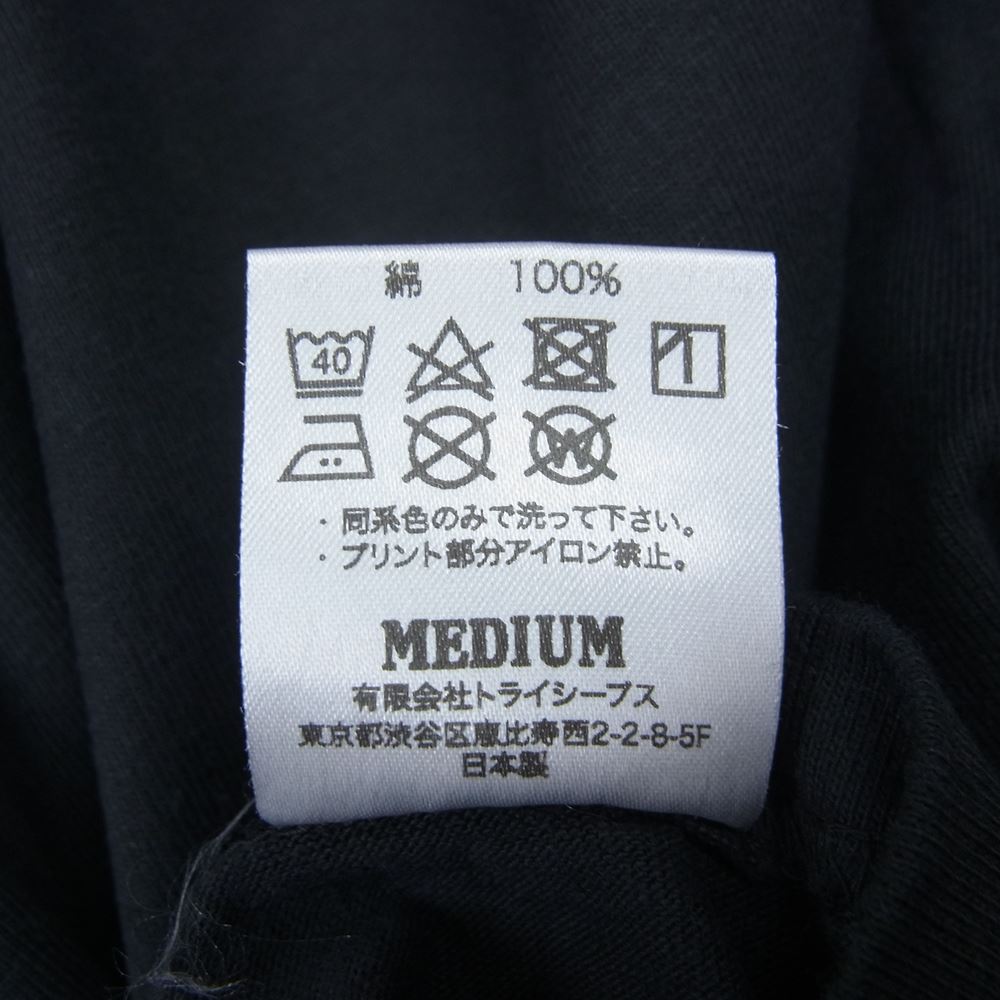 綿 100%
40
W
・同系色のみで洗って下さい。
・プリント部分アイロン禁止。
MEDIUM
有限会社トライシープス
東京都渋谷区恵比寿西2-2-8-5F
日本製